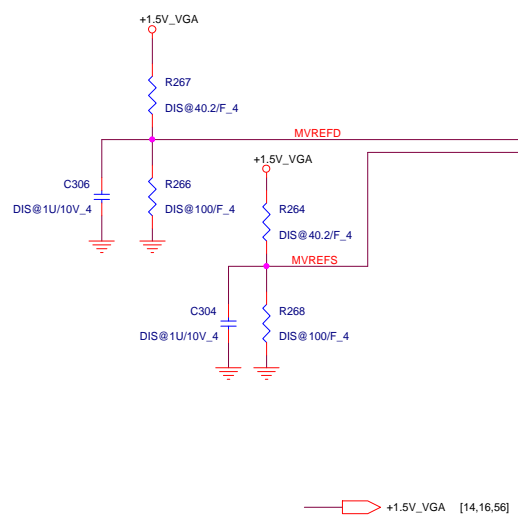 +1.5V_VGA
R267
DIS@40.2/F_4
MVREFD
C306
DIS@1U/10V_4
R266
DIS@100/F_4
+1.5V_VGA
R264
DIS@40.2/F_4
MVREFS
C304
DIS@1U/10V_4
R268
DIS@100/F_4
+1.5V_VGA [14,16,56]